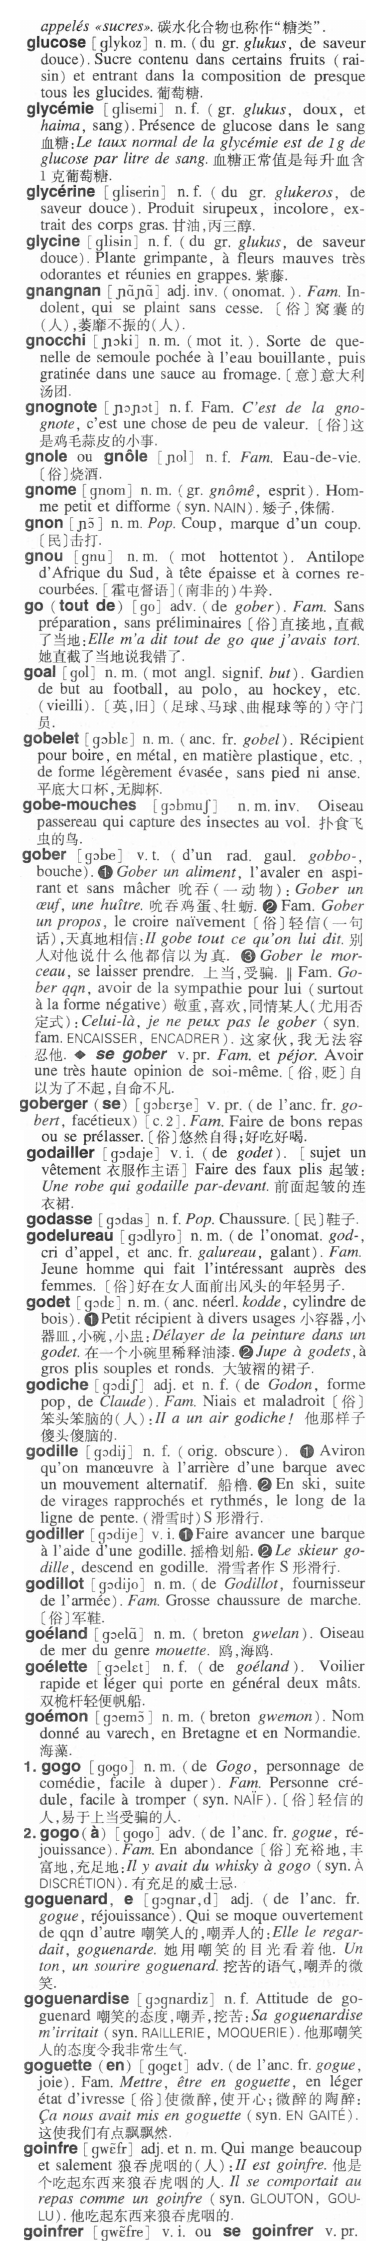 appelés «sucres». 碳水化合物也称作“糖类”.
glucose [glykoz] n. m. (du gr. glukus, de saveur
douce). Sucre contenu dans certains fruits (rai-
sin) et entrant dans la composition de presque
tous les glucides. 葡萄糖.
glycémie [glisemi] n. f. (gr. glukus, doux, et
haima, sang). Présence de glucose dans le sang
血糖:Le taux normal de la glycémie est de 1g de
glucose par litre de sang. 血糖正常值是每升血含
1 克葡萄糖.
glycérine [gliserin] n. f. (du gr. glukeros, de
saveur douce). Produit sirupeux, incolore, ex-
trait des corps gras. 甘油,丙三醇.
glycine [glisin] n. f. (du gr. glukus, de saveur
douce). Plante grimpante, à fleurs mauves très
odorantes et réunies en grappes. 紫藤.
gnangnan [ɲɑ̃ɲɑ̃] adj. inv. (onomat.). Fam. In-
dolent, qui se plaint sans cesse. 〔俗〕窝囊的
(人),萎靡不振的(人).
gnocchi [ɲɔki] n. m. (mot it.). Sorte de que-
nelle de semoule pochée à l'eau bouillante, puis
gratinée dans une sauce au fromage. 〔意〕意大利
汤团.
gnognote [ɲɔɲɔt] n. f. Fam. C'est de la gno-
gnote, c'est une chose de peu de valeur. 〔俗〕这
是鸡毛蒜皮的小事.
gnole ou gnôle [ɲol] n. f. Fam. Eau-de-vie.
〔俗〕烧酒.
gnome [gnom] n. m. (gr. gnômê, esprit). Hom-
me petit et difforme (syn. NAIN). 矮子,侏儒.
gnon [ɲɔ̃] n. m. Pop. Coup, marque d'un coup.
〔民〕击打.
gnou [gnu] n. m. (mot hottentot). Antilope
d'Afrique du Sud, à tête épaisse et à cornes re-
courbées. [霍屯督语](南非的)牛羚.
go (tout de) [go] adv. (de gober). Fam. Sans
préparation, sans préliminaires 〔俗〕直接地,直截
了当地:Elle m'a dit tout de go que j'avais tort.
她直截了当地说我错了.
goal [gol] n. m. (mot angl. signif. but). Gardien
de but au football, au polo, au hockey, etc.
(vieilli). 〔英,旧〕(足球、马球、曲棍球等的)守门
员.
gobelet [gɔblɛ] n. m. (anc. fr. gobel). Récipient
pour boire, en métal, en matière plastique, etc.,
de forme légèrement évasée, sans pied ni anse.
平底大口杯,无脚杯.
gobe-mouches [gɔbmuʃ] n. m. inv. Oiseau
passereau qui capture des insectes au vol. 扑食飞
虫的鸟.
gober [gɔbe] v. t. (d'un rad. gaul. gobbo-,
bouche). ❶ Gober un aliment, l'avaler en aspi-
rant et sans mâcher 吮吞(一动物): Gober un
œuf, une huître. 吮吞鸡蛋、牡蛎. ❷ Fam. Gober
un propos, le croire naïvement 〔俗〕轻信(一句
话),天真地相信:Il gobe tout ce qu'on lui dit. 别
人对他说什么他都信以为真. ❸ Gober le mor-
ceau, se laisser prendre. 上当,受骗. ‖ Fam. Go-
ber qqn, avoir de la sympathie pour lui (surtout
à la forme négative) 敬重,喜欢,同情某人(尤用否
定式):Celui-là, je ne peux pas le gober (syn.
fam. ENCAISSER, ENCADRER). 这家伙,我无法容
忍他. ◆ se gober v. pr. Fam. et péjor. Avoir
une très haute opinion de soi-même. 〔俗,贬〕自
以为了不起,自命不凡.
goberger (se) [gɔbɛrʒe] v. pr. (de l'anc. fr. go-
bert, facétieux) [c. 2]. Fam. Faire de bons repas
ou se prélasser. 〔俗〕悠然自得;好吃好喝.
godailler [gɔdaje] v. i. (de godet). [sujet un
vêtement 衣服作主语] Faire des faux plis 起皱:
Une robe qui godaille par-devant. 前面起皱的连
衣裙.
godasse [gɔdas] n. f. Pop. Chaussure. 〔民〕鞋子.
godelureau [gɔdlyro] n. m. (de l'onomat. god-,
cri d'appel, et anc. fr. galureau, galant). Fam.
Jeune homme qui fait l'intéressant auprès des
femmes. 〔俗〕好在女人面前出风头的年轻男子.
godet [gɔdɛ] n. m. (anc. néerl. kodde, cylindre de
bois). ❶ Petit récipient à divers usages 小容器,小
器皿,小碗,小盅:Délayer de la peinture dans un
godet. 在一个小碗里稀释油漆. ❷ Jupe à godets, à
gros plis souples et ronds. 大皱褶的裙子.
godiche [gɔdiʃ] adj. et n. f. (de Godon, forme
pop, de Claude). Fam. Niais et maladroit 〔俗〕
笨头笨脑的(人):Il a un air godiche! 他那样子
傻头傻脑的.
godille [gɔdij] n. f. (orig. obscure). ❶ Aviron
qu'on manœuvre à l'arrière d'une barque avec
un mouvement alternatif. 船橹. ❷ En ski, suite
de virages rapprochés et rythmés, le long de la
ligne de pente. (滑雪时)S 形滑行.
godiller [gɔdije] v. i. ❶ Faire avancer une barque
à l'aide d'une godille. 摇橹划船. ❷ Le skieur go-
dille, descend en godille. 滑雪者作 S 形滑行.
godillot [gɔdijo] n. m. (de Godillot, fournisseur
de l'armée). Fam. Grosse chaussure de marche.
〔俗〕军鞋.
goéland [gɔelɑ̃] n. m. (breton gwelan). Oiseau
de mer du genre mouette. 鸥,海鸥.
goélette [gɔelɛt] n. f. (de goéland). Voilier
rapide et léger qui porte en général deux mâts.
双桅杆轻便帆船.
goémon [gɔemɔ̃] n. m. (breton gwemon). Nom
donné au varech, en Bretagne et en Normandie.
海藻.
1. gogo [gogo] n. m. (de Gogo, personnage de
comédie, facile à duper). Fam. Personne cré-
dule, facile à tromper (syn. NAÏF). 〔俗〕轻信的
人,易于上当受骗的人.
2. gogo (à) [gogo] adv. (de l'anc. fr. gogue, ré-
jouissance). Fam. En abondance 〔俗〕充裕地,丰
富地,充足地:Il y avait du whisky à gogo (syn. À
DISCRÉTION). 有充足的威士忌.
goguenard, e [gɔgnar,d] adj. (de l'anc. fr.
gogue, réjouissance). Qui se moque ouvertement
de qqn d'autre 嘲笑人的,嘲弄人的:Elle le regar-
dait, goguenarde. 她用嘲笑的目光看着他. Un
ton, un sourire goguenard. 挖苦的语气,嘲弄的微
笑.
goguenardise [gɔgnardiz] n. f. Attitude de go-
guenard 嘲笑的态度,嘲弄,挖苦:Sa goguenardise
m'irritait (syn. RAILLERIE, MOQUERIE). 他那嘲笑
人的态度令我非常生气.
goguette (en) [gɔgɛt] adv. (de l'anc. fr. gogue,
joie). Fam. Mettre, être en goguette, en léger
état d'ivresse 〔俗〕使微醉,使开心;微醉的陶醉:
Ça nous avait mis en goguette (syn. EN GAITÉ).
这使我们有点飘飘然.
goinfre [gwɛ̃fr] adj. et n. m. Qui mange beaucoup
et salement 狼吞虎咽的(人):Il est goinfre. 他是
个吃起东西来狼吞虎咽的人. Il se comportait au
repas comme un goinfre (syn. GLOUTON, GOU-
LU). 他吃起东西来狼吞虎咽的.
goinfrer [gwɛ̃fre] v. i. ou se goinfrer v. pr.